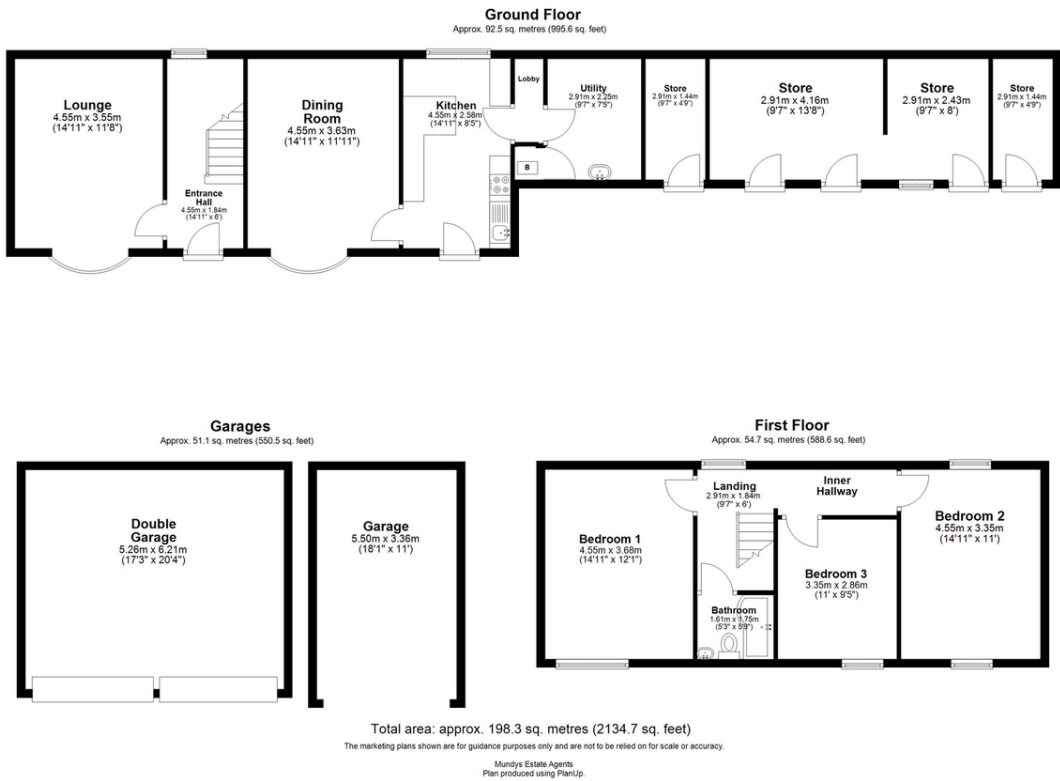 Ground Floor
Approx. 92.5 sq. metres (995.6 sq. feet)
Lounge
4.55m x 3.55m
(14'11" x 11'8")
Entrance
Hall
4.55m x 1.84m
(14'11" x 6')
Dining
Room
4.55m x 3.63m
(14'11" x 11'11")
Kitchen
4.55m x 2.58m
(14'11" x 8'5")
Lobby
B
Utility
2.91m x 2.25m
(9'7" x 7'5")
Store
2.91m x 1.44m
(9'7" x 4'9")
Store
2.91m x 4.16m
(9'7" x 13'8")
Store
2.91m x 2.43m
(9'7" x 8')
Store
2.91m x 1.44m
(9'7" x 4'9")
Garages
Approx. 51.1 sq. metres (550.5 sq. feet)
Double
Garage
5.26m x 6.21m
(17'3" x 20'4")
Garage
5.50m x 3.36m
(18'1" x 11')
First Floor
Approx. 54.7 sq. metres (588.6 sq. feet)
Bedroom 1
4.55m x 3.68m
(14'11" x 12'1")
Landing
2.91m x 1.84m
(9'7" x 6')
Inner
Hallway
Bedroom 2
4.55m x 3.35m
(14'11" x 11')
Bedroom 3
3.35m x 2.86m
(11' x 9'5")
Bathroom
1.61m x 1.75m
(5'3" x 5'9")
Total area: approx. 198.3 sq. metres (2134.7 sq. feet)
The marketing plans shown are for guidance purposes only and are not to be relied on for scale or accuracy.
Mundys Estate Agents
Plan produced using PlanUp.